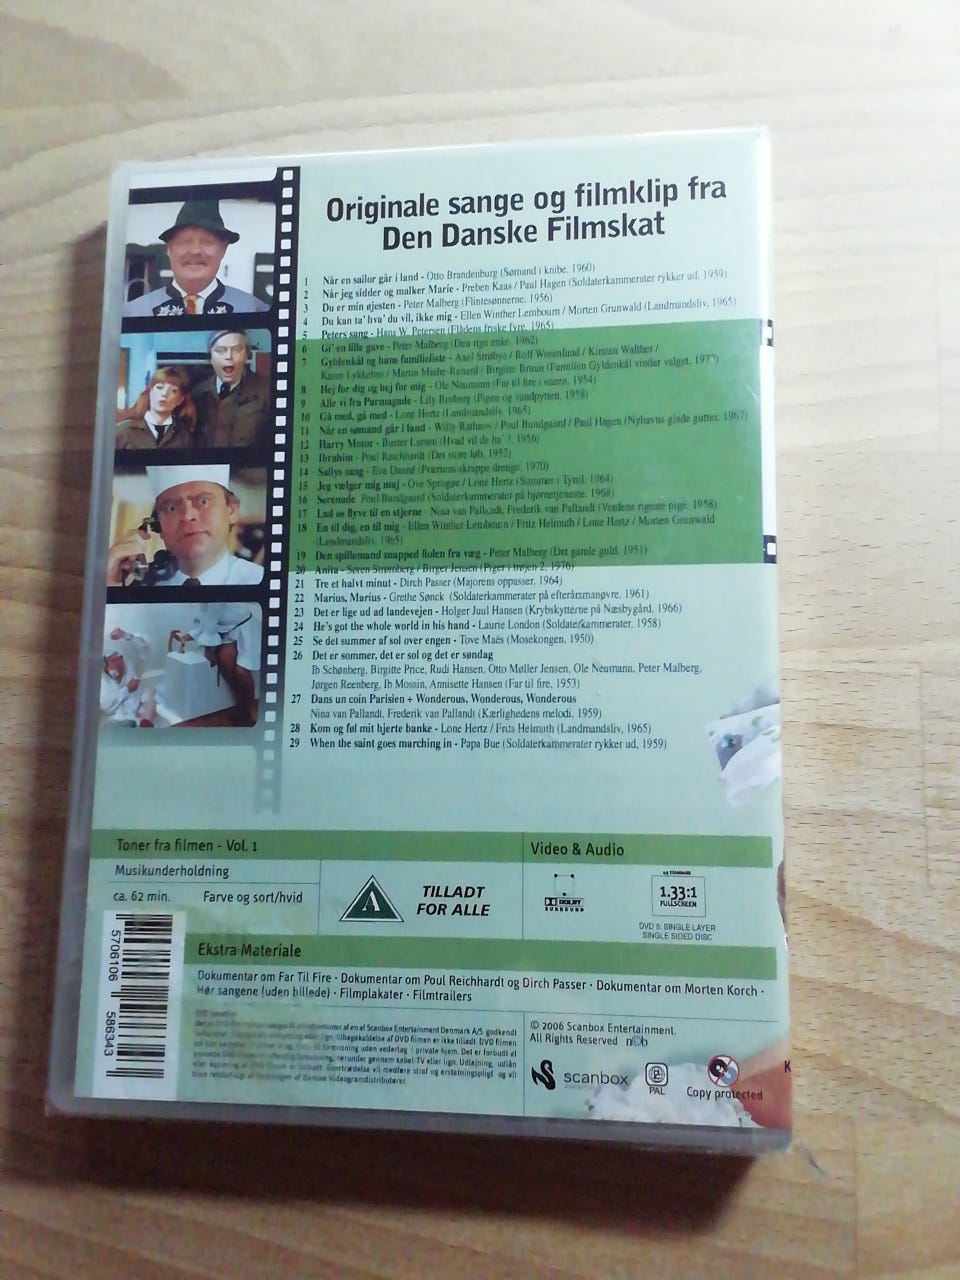 Originale sange og filmklip fra
Den Danske Filmskat
1 Når en sailor går i land - Otto Brandenburg (Sømand i knibe, 1960)
2 Når jeg sidder og malker Marie - Preben Kaas / Paul Hagen (Soldaterkammerater rykker ud, 1959)
3 Du er min øjesten - Peter Malberg (Flintesønnerne, 1956)
4 Du kan ta' hva' du vil, ikke mig - Ellen Winther Lembourn / Morten Grunwald (Landmandsliv, 1965)
5 Peters sang - Hans W. Petersen (Flådens friske fyre, 1965)
6 Gi' en lille gave - Peter Malberg (Den rige enke, 1962)
7 Gyldenkål og hans familieliste - Axel Strøbye / Rolf Wesenlund / Kirsten Walther /
Karen Lykkehus / Martin Miehe-Renard / Birgitte Bruun (Familien Gyldenkål vinder valget, 1977)
8 Hej for dig og hej for mig - Ole Neumann (Far til fire i sneen, 1954)
9 Alle vi fra Parmagade - Lily Broberg (Pigen og vandpytten, 1958)
10 Gå med, gå med - Lone Hertz (Landmandsliv, 1965)
11 Når en sømand går i land - Willy Rathnov / Poul Bundgaard / Paul Hagen (Nyhavns glade gutter, 1967)
12 Harry Motor - Buster Larsen (Hvad vil de ha'?, 1956)
13 Ibrahim - Poul Reichhardt (Det store løb, 1952)
14 Sallys sang - Eva Danné (Præriens skrappe drenge, 1970)
15 Jeg vælger mig maj - Ove Sprogøe / Lone Hertz (Sommer i Tyrol, 1964)
16 Serenade Poul Bundgaard (Soldaterkammerater på bjørnetjeneste, 1968)
17 Lad os flyve til en stjerne - Nina van Pallandt, Frederik van Pallandt (Verdens rigeste pige, 1958)
18 En til dig, en til mig - Ellen Winther Lembourn / Fritz Helmuth / Lone Hertz / Morten Grunwald
(Landmandsliv, 1965)
19 Den spillemand snapped fiolen fra væg - Peter Malberg (Det gamle guld, 1951)
20 Anita - Søren Strømberg / Birger Jensen (Piger i trøjen 2, 1976)
21 Tre et halvt minut - Dirch Passer (Majorens oppasser, 1964)
22 Marius, Marius - Grethe Sønck (Soldaterkammerater på efterårsmanøvre, 1961)
23 Det er lige ud ad landevejen - Holger Juul Hansen (Krybskytterne på Næsbygård, 1966)
24 He's got the whole world in his hand - Laurie London (Soldaterkammerater, 1958)
25 Se det summer af sol over engen - Tove Maës (Mosekongen, 1950)
26 Det er sommer, det er sol og det er søndag
Ib Schønberg, Birgitte Price, Rudi Hansen, Otto Møller Jensen, Ole Neumann, Peter Malberg,
Jørgen Reenberg, Ib Mossin, Annisette Hansen (Far til fire, 1953)
27 Dans un coin Parisien + Wonderous, Wonderous, Wonderous
Nina van Pallandt, Frederik van Pallandt (Kærlighedens melodi, 1959)
28 Kom og føl mit hjerte banke - Lone Hertz / Frits Helmuth (Landmandsliv, 1965)
29 When the saint goes marching in - Papa Bue (Soldaterkammerater rykker ud, 1959)
Toner fra filmen - Vol. 1
Video & Audio
Musikunderholdning
ca. 62 min.
Farve og sort/hvid
A
TILLADT
FOR ALLE
DOLBY
SURROUND
STANDARD
1.33:1
FULLSCREEN
DVD 5: SINGLE LAYER
SINGLE SIDED DISC
5706106 586343
Ekstra Materiale
Dokumentar om Far Til Fire · Dokumentar om Poul Reichhardt og Dirch Passer · Dokumentar om Morten Korch ·
Hør sangene (uden billede) · Filmplakater · Filmtrailers
© 2006 Scanbox Entertainment.
All Rights Reserved
scanbox
PAL
Copy protected
K